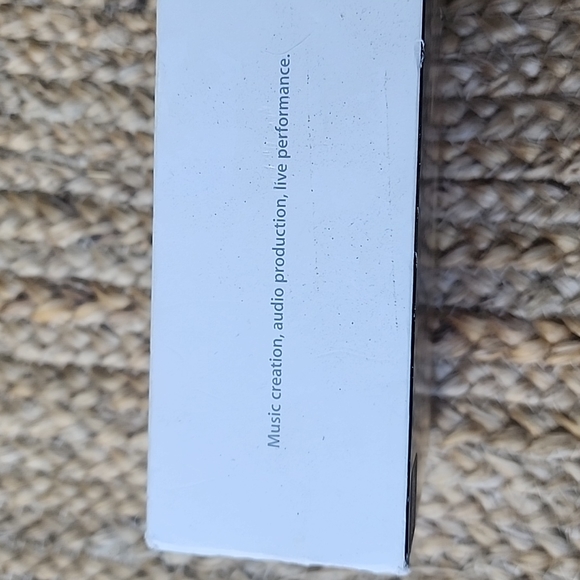 Music creation, audio production, live performance.